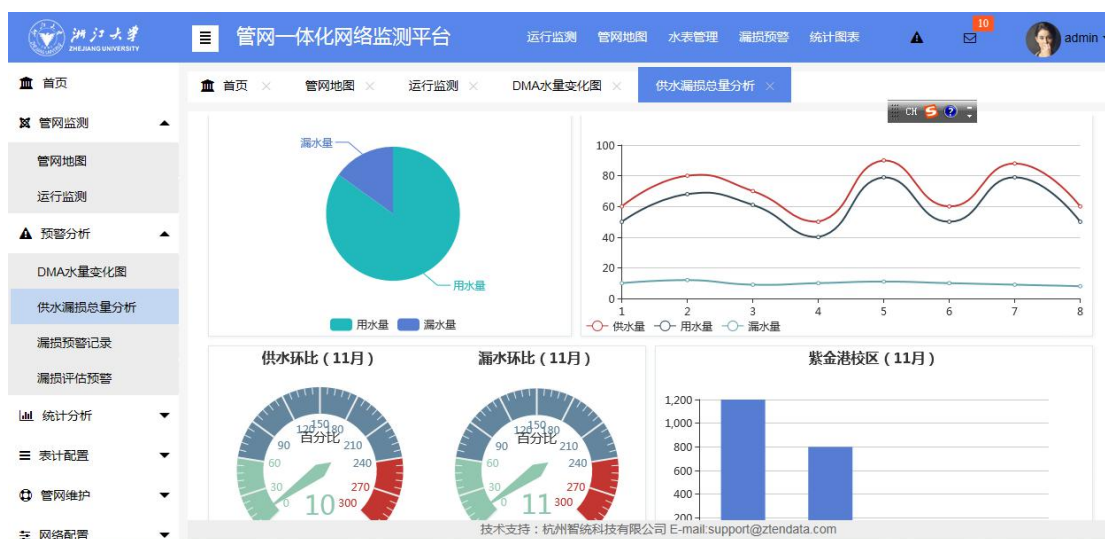 浙江大学
ZHEJIANG UNIVERSITY
管网一体化网络监测平台
运行监测 管网地图 水表管理 漏损预警 统计图表
10
admin
首页
管网监测
管网地图
运行监测
预警分析
DMA水量变化图
供水漏损总量分析
漏损预警记录
漏损评估预警
统计分析
表计配置
管网维护
网络配置
首页 × 管网地图 × 运行监测 × DMA水量变化图 × 供水漏损总量分析 ×
CH
漏水量
用水量
用水量 漏水量
100
80
60
40
20
0
1 2 3 4 5 6 7 8
供水量 用水量 漏水量
供水环比（11月）
0 30 60 90 120 150 180 210 240 270 300
百分比
10
漏水环比（11月）
0 30 60 90 120 150 180 210 240 270 300
百分比
11
紫金港校区（11月）
1,200
1,000
800
600
400
200
技术支持：杭州智统科技有限公司 E-mail:support@ztendata.com